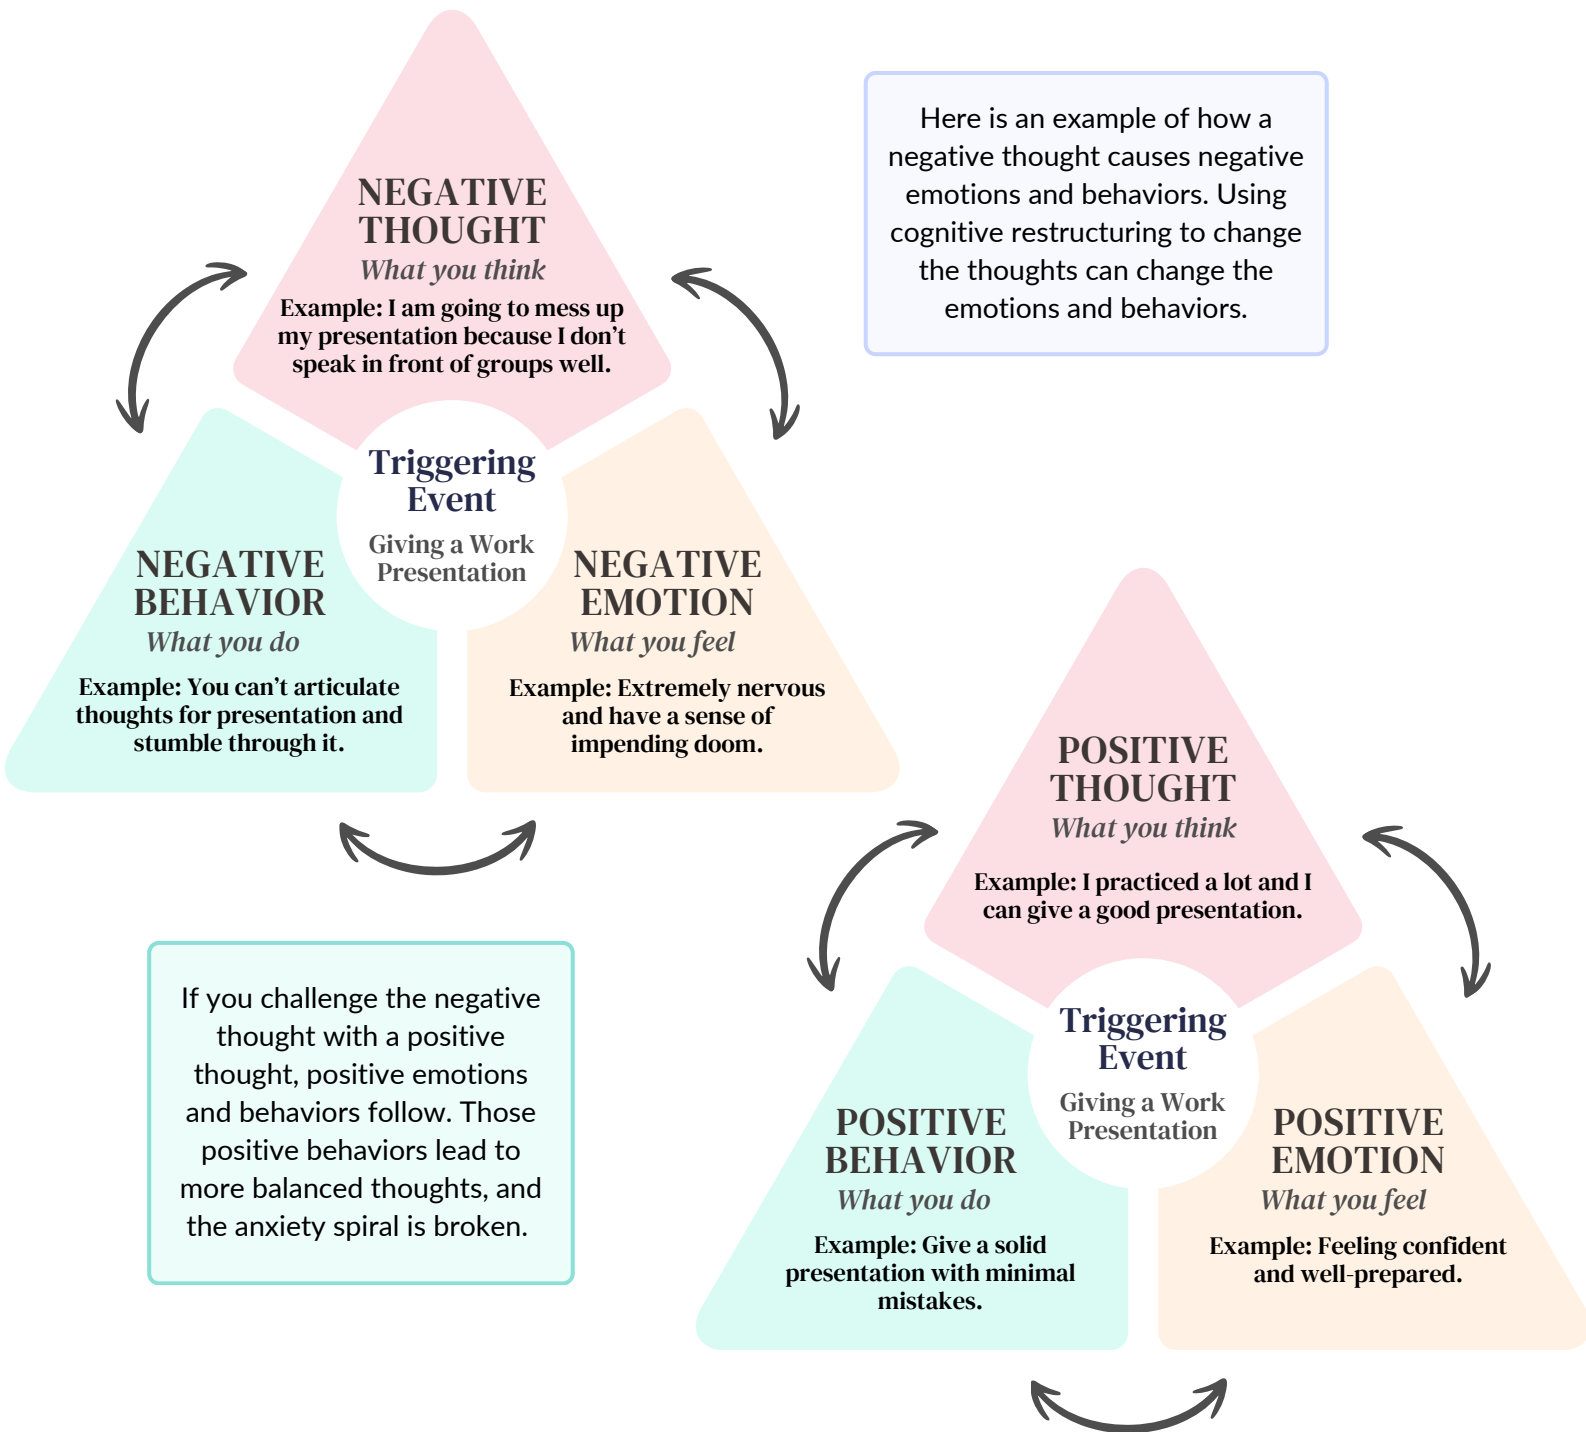 Here is an example of how a
negative thought causes negative
emotions and behaviors. Using
cognitive restructuring to change
the thoughts can change the
emotions and behaviors.
NEGATIVE
THOUGHT
What you think
Example: I am going to mess up
my presentation because I don’t
speak in front of groups well.
Triggering
Event
Giving a Work
Presentation
NEGATIVE
BEHAVIOR
What you do
Example: You can’t articulate
thoughts for presentation and
stumble through it.
NEGATIVE
EMOTION
What you feel
Example: Extremely nervous
and have a sense of
impending doom.
If you challenge the negative
thought with a positive
thought, positive emotions
and behaviors follow. Those
positive behaviors lead to
more balanced thoughts, and
the anxiety spiral is broken.
POSITIVE
THOUGHT
What you think
Example: I practiced a lot and I
can give a good presentation.
Triggering
Event
Giving a Work
Presentation
POSITIVE
BEHAVIOR
What you do
Example: Give a solid
presentation with minimal
mistakes.
POSITIVE
EMOTION
What you feel
Example: Feeling confident
and well-prepared.